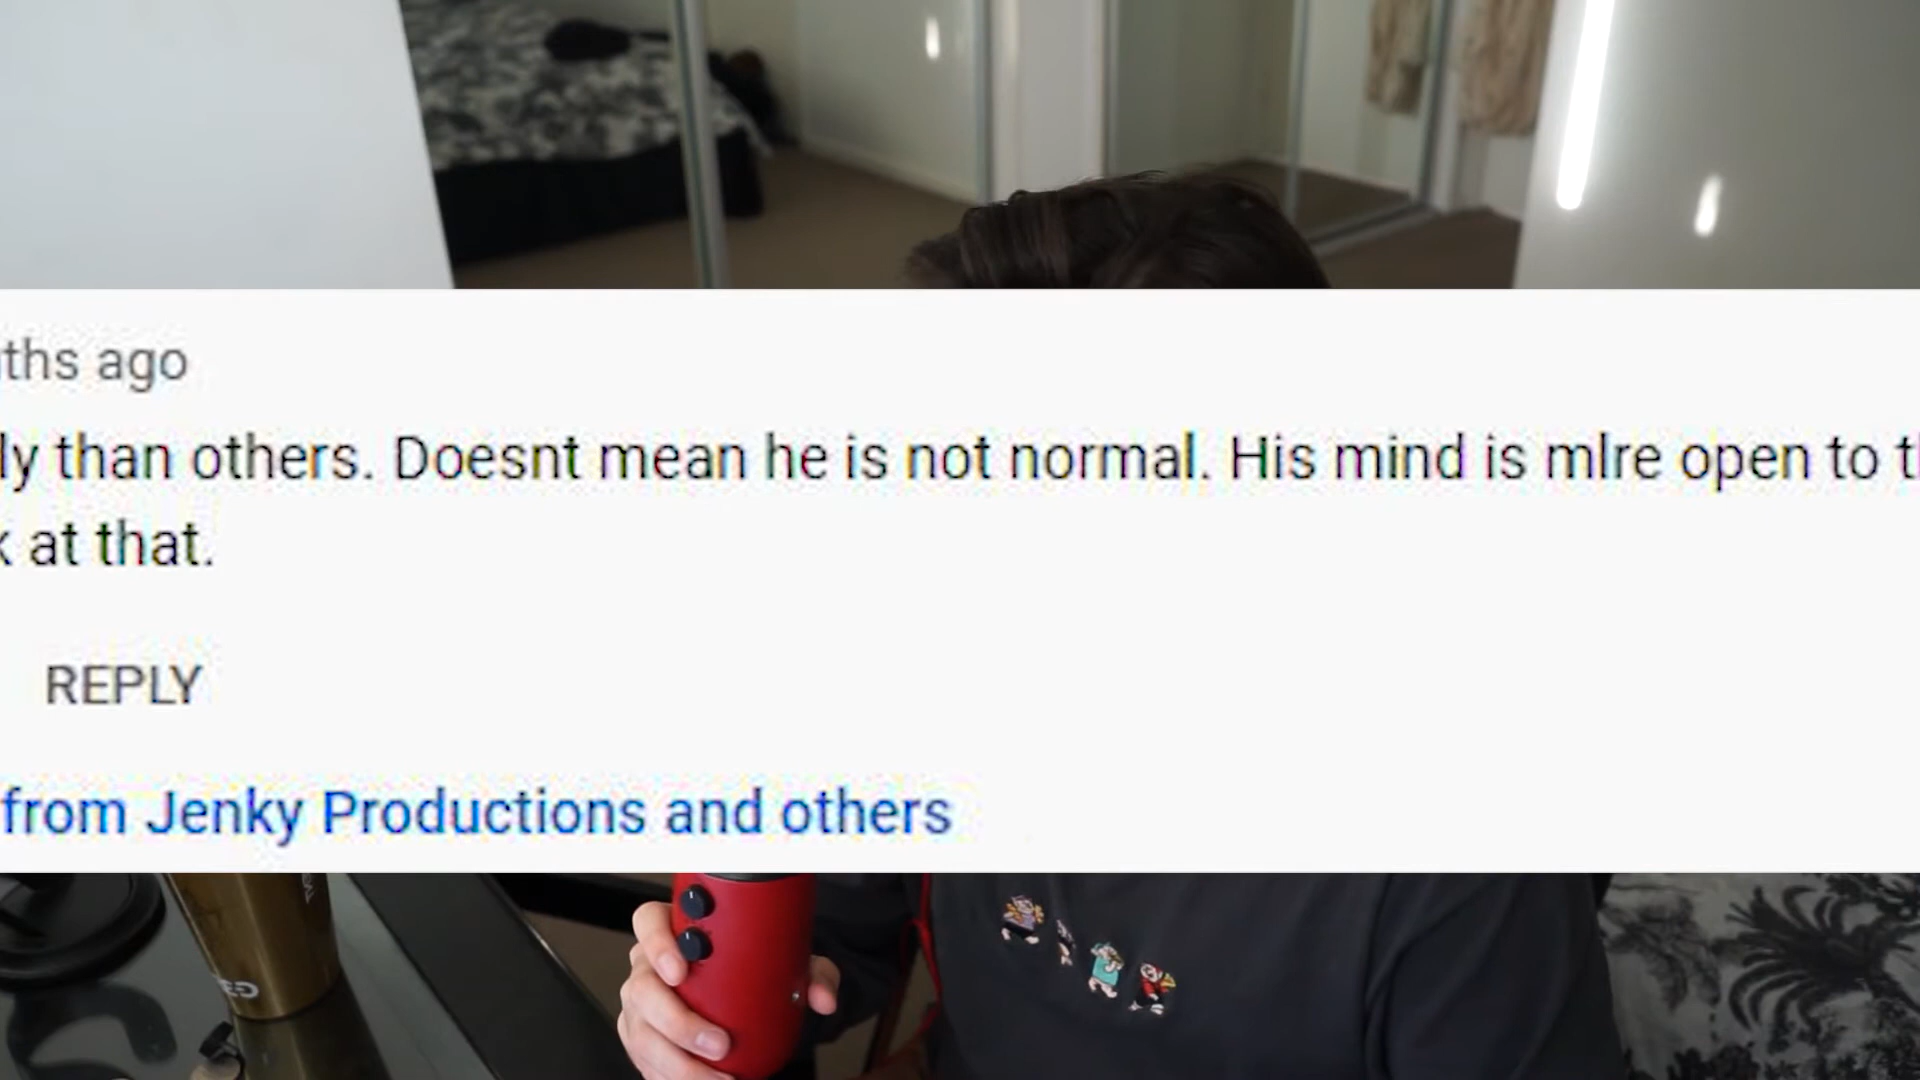 ths ago
ly than others. Doesnt mean he is not normal. His mind is mlre open to t
k at that.
REPLY
from Jenky Productions and others